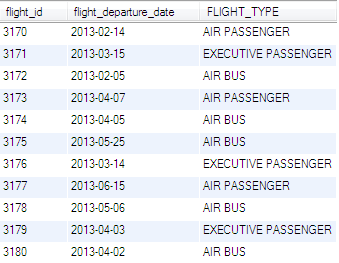 flight_id flight_departure_date FLIGHT_TYPE
3170 2013-02-14 AIR PASSENGER
3171 2013-03-15 EXECUTIVE PASSENGER
3172 2013-02-05 AIR BUS
3173 2013-04-07 AIR PASSENGER
3174 2013-04-05 AIR BUS
3175 2013-05-25 AIR BUS
3176 2013-03-14 EXECUTIVE PASSENGER
3177 2013-06-15 AIR PASSENGER
3178 2013-05-06 AIR BUS
3179 2013-04-03 EXECUTIVE PASSENGER
3180 2013-04-02 AIR BUS